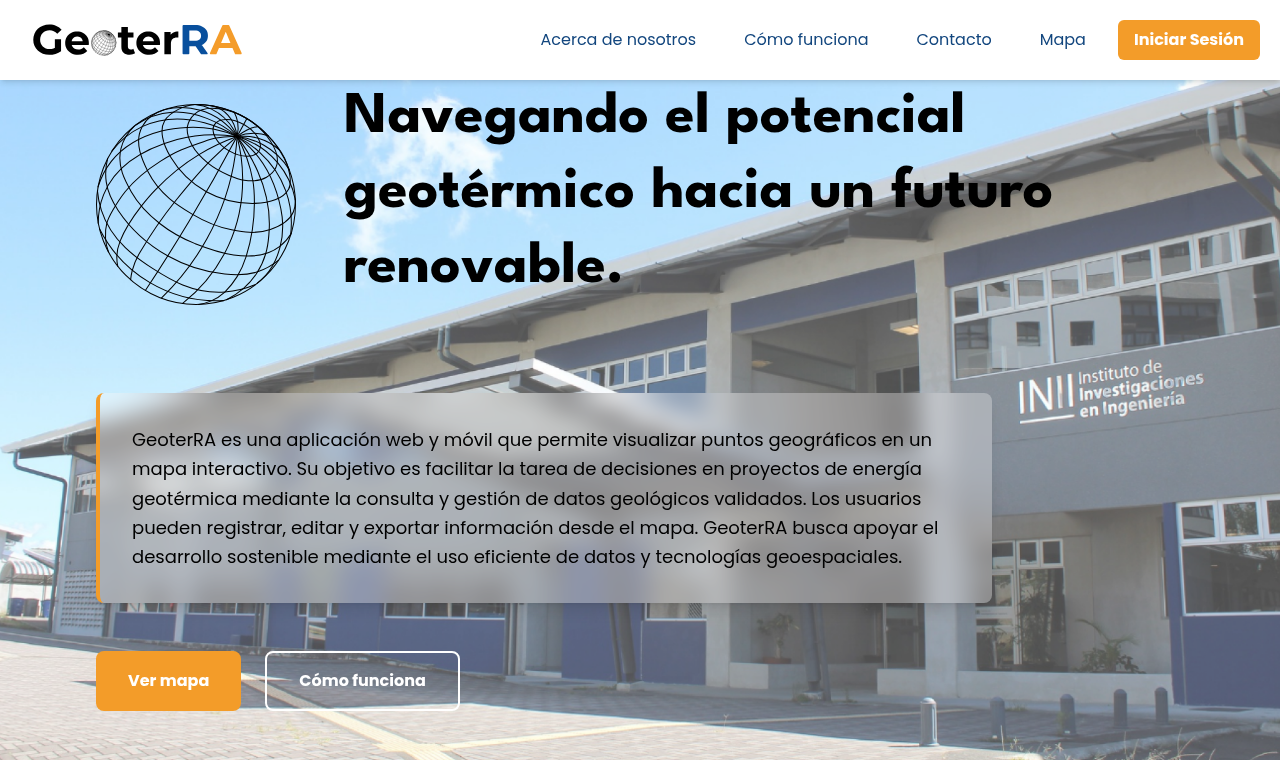 GeoterRA
Acerca de nosotros
Cómo funciona
Contacto
Mapa
Iniciar Sesión
Navegando el potencial
geotérmico hacia un futuro
renovable.
INII Instituto de
Investigaciones
en Ingeniería
GeoterRA es una aplicación web y móvil que permite visualizar puntos geográficos en un
mapa interactivo. Su objetivo es facilitar la tarea de decisiones en proyectos de energía
geotérmica mediante la consulta y gestión de datos geológicos validados. Los usuarios
pueden registrar, editar y exportar información desde el mapa. GeoterRA busca apoyar el
desarrollo sostenible mediante el uso eficiente de datos y tecnologías geoespaciales.
Ver mapa
Cómo funciona